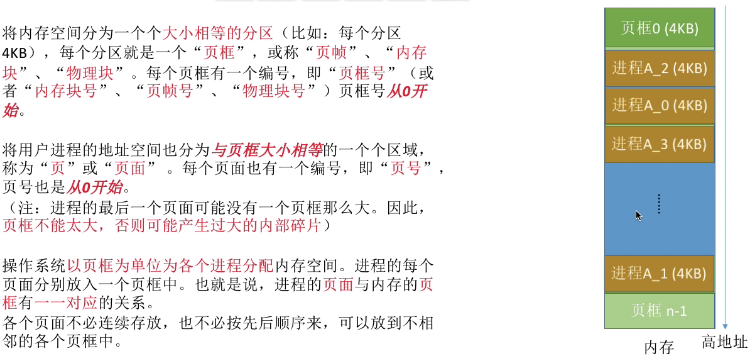 将内存空间分为一个个大小相等的分区（比如：每个分区
4KB），每个分区就是一个“页框”，或称“页帧”、“内存
块”、“物理块”。每个页框有一个编号，即“页框号”（或
者“内存块号”、“页帧号”、“物理块号”）页框号从0开
始。
将用户进程的地址空间也分为与页框大小相等的一个个区域，
称为“页”或“页面”。每个页面也有一个编号，即“页号”，
页号也是从0开始。
（注：进程的最后一个页面可能没有一个页框那么大。因此，
页框不能太大，否则可能产生过大的内部碎片）
操作系统以页框为单位为各个进程分配内存空间。进程的每个
页面分别放入一个页框中。也就是说，进程的页面与内存的页
框有一一对应的关系。
各个页面不必连续存放，也不必按先后顺序来，可以放到不相
邻的各个页框中。
页框0 (4KB)
进程A_2 (4KB)
进程A_0 (4KB)
进程A_3 (4KB)
……
进程A_1 (4KB)
页框 n-1
内存
高地址